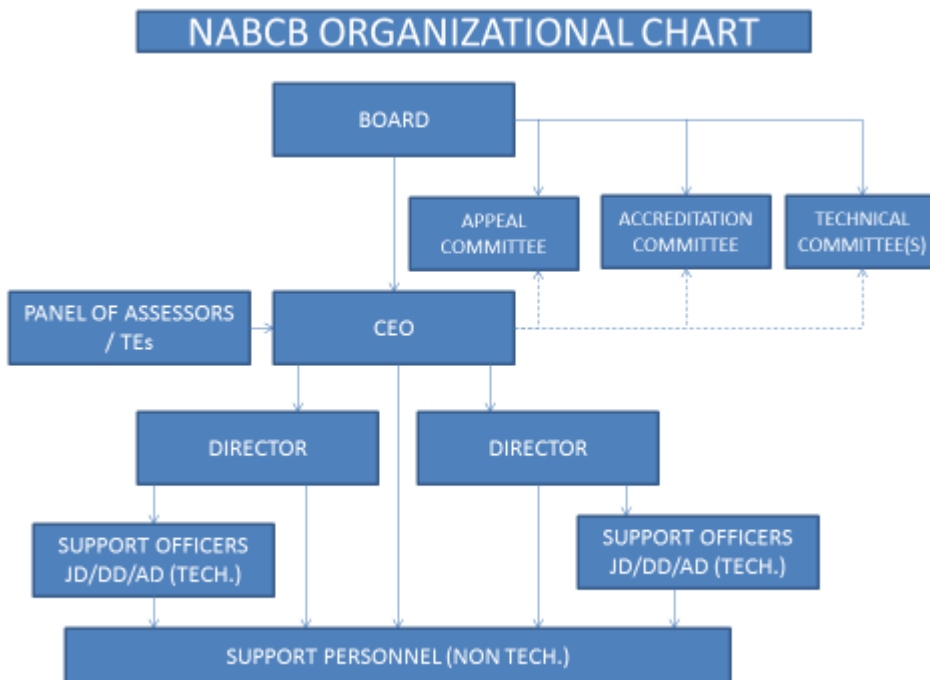 NABCB ORGANIZATIONAL CHART
BOARD
APPEAL
COMMITTEE
ACCREDITATION
COMMITTEE
TECHNICAL
COMMITTEE(S)
PANEL OF ASSESSORS
/ TEs
CEO
DIRECTOR
DIRECTOR
SUPPORT OFFICERS
JD/DD/AD (TECH.)
SUPPORT OFFICERS
JD/DD/AD (TECH.)
SUPPORT PERSONNEL (NON TECH.)